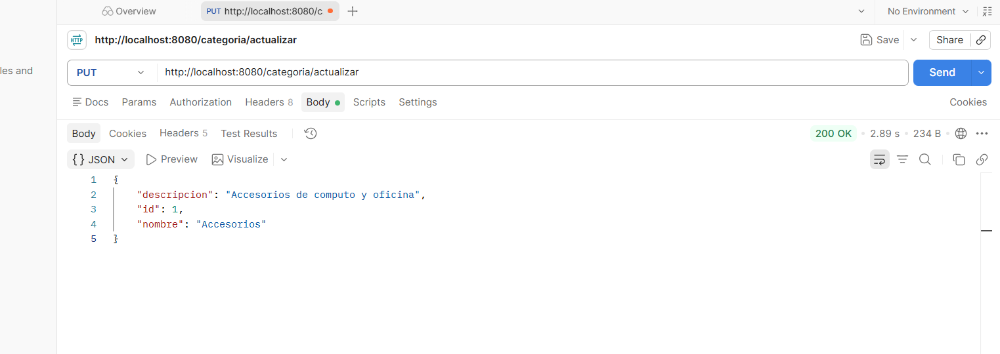 Overview PUT http://localhost:8080/c No Environment
HTTP http://localhost:8080/categoria/actualizar Save Share
les and
PUT http://localhost:8080/categoria/actualizar Send
Docs Params Authorization Headers 8 Body Scripts Settings Cookies
Body Cookies Headers 5 Test Results 200 OK • 2.89 s • 234 B •
{} JSON Preview Visualize
1 {
2 "descripcion": "Accesorios de computo y oficina",
3 "id": 1,
4 "nombre": "Accesorios"
5 }